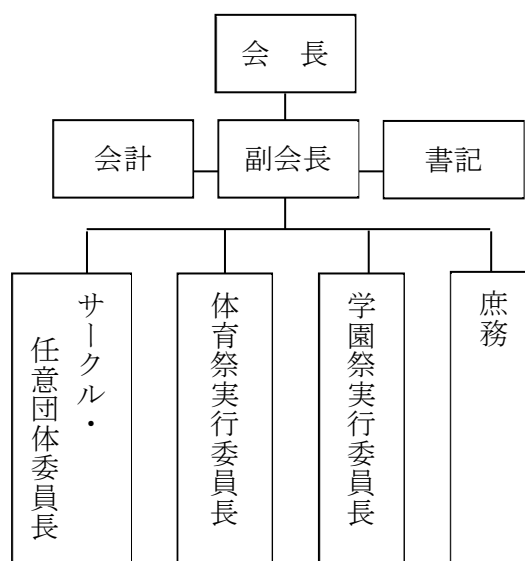 会　長
会計
副会長
書記
サークル・
任意団体委員長
体育祭実行委員長
学園祭実行委員長
庶務